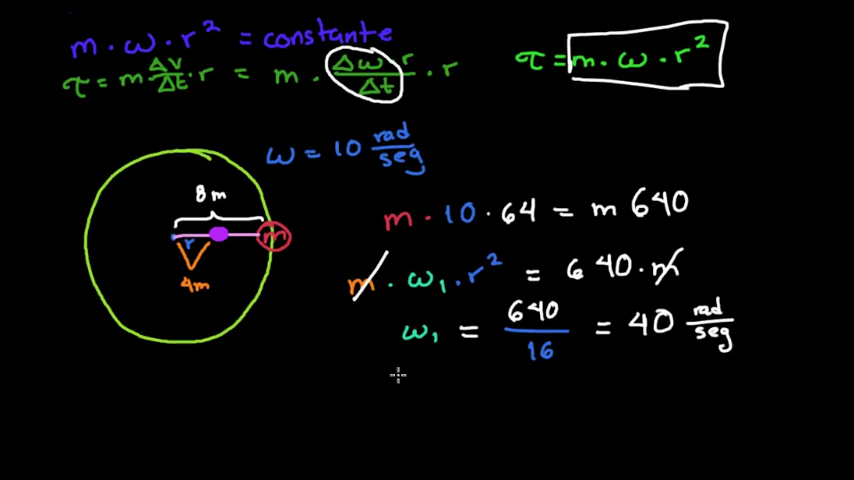 m · ω · r² = constante
τ = m Δv/Δt · r = m · Δω r/Δt · r
τ = m · ω · r²
ω = 10 rad/seg
8 m
r
m
4m
m · 10 · 64 = m 640
m · ω₁ · r² = 640 · m
ω₁ = 640/16 = 40 rad/seg